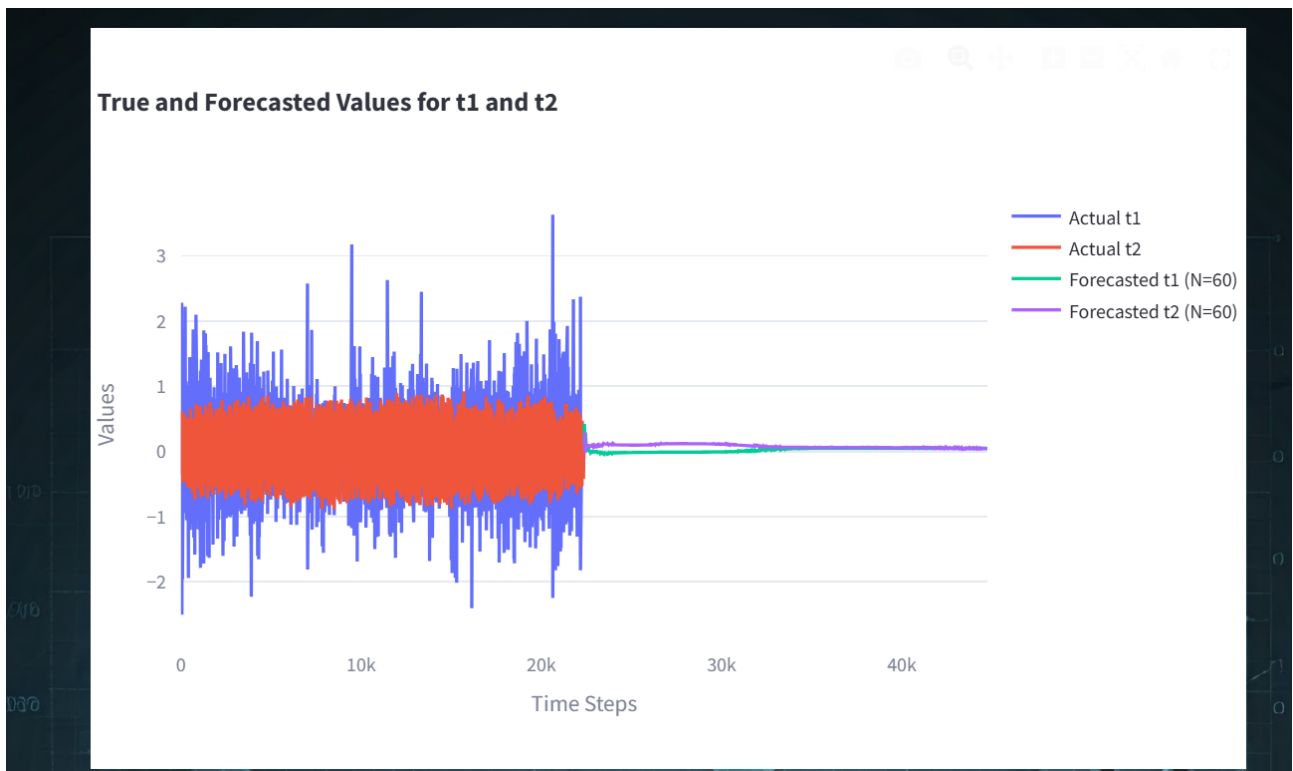 True and Forecasted Values for t1 and t2
Actual t1
Actual t2
Forecasted t1 (N=60)
Forecasted t2 (N=60)
3
2
1
0
−1
−2
Values
0
10k
20k
30k
40k
Time Steps